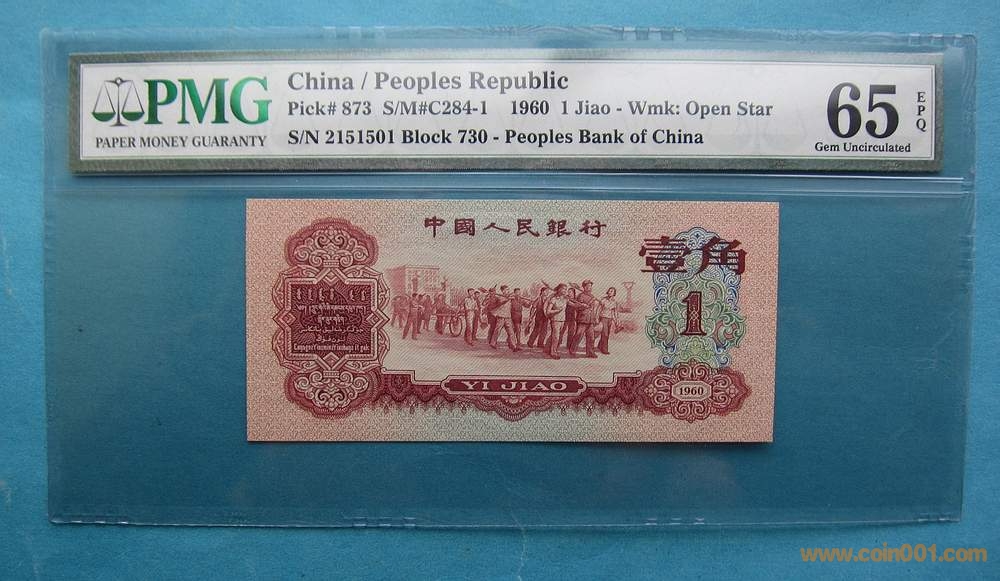 PMG
PAPER MONEY GUARANTY
China / Peoples Republic
Pick# 873 S/M#C284-1 1960 1 Jiao - Wmk: Open Star
S/N 2151501 Block 730 - Peoples Bank of China
65
EPQ
Gem Uncirculated
中國人民銀行
壹角
1
YI JIAO
1960
www.coin001.com